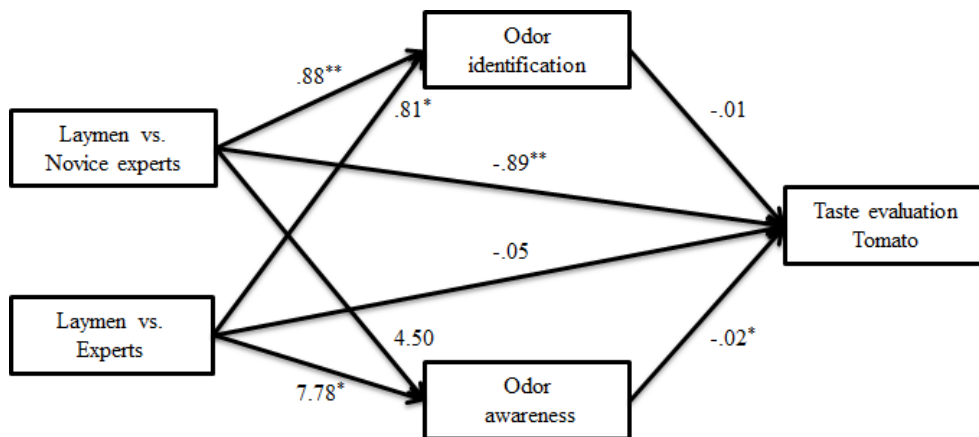 Odor
identification
.88**
.81*
-.01
Laymen vs.
Novice experts
-.89**
Taste evaluation
Tomato
-.05
Laymen vs.
Experts
4.50
-.02*
7.78*
Odor
awareness